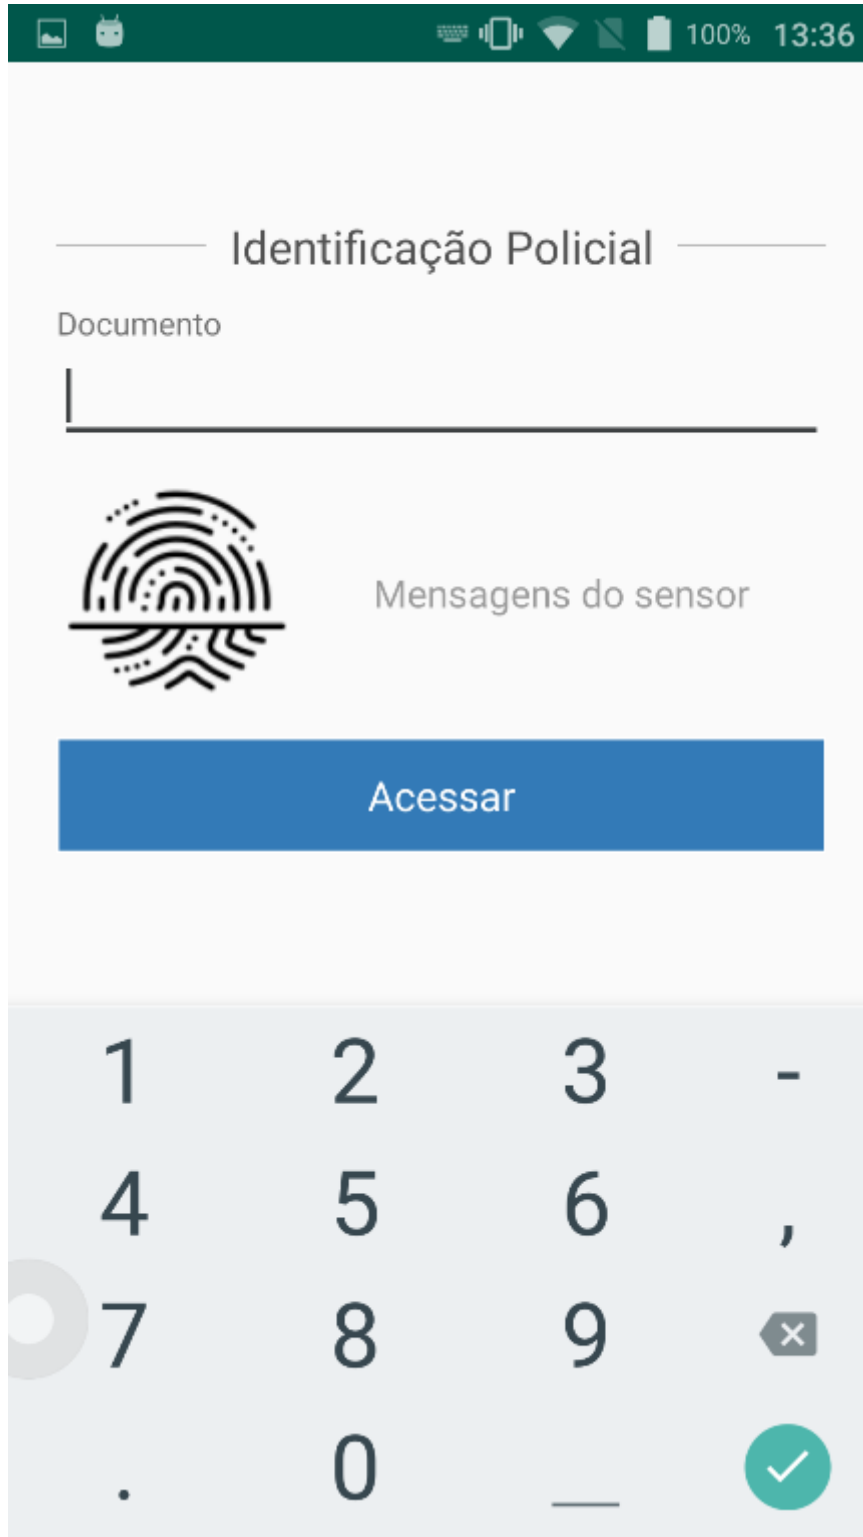 100% 13:36
Identificação Policial
Documento
Mensagens do sensor
Acessar
1 2 3 -
4 5 6 ,
7 8 9
. 0 _